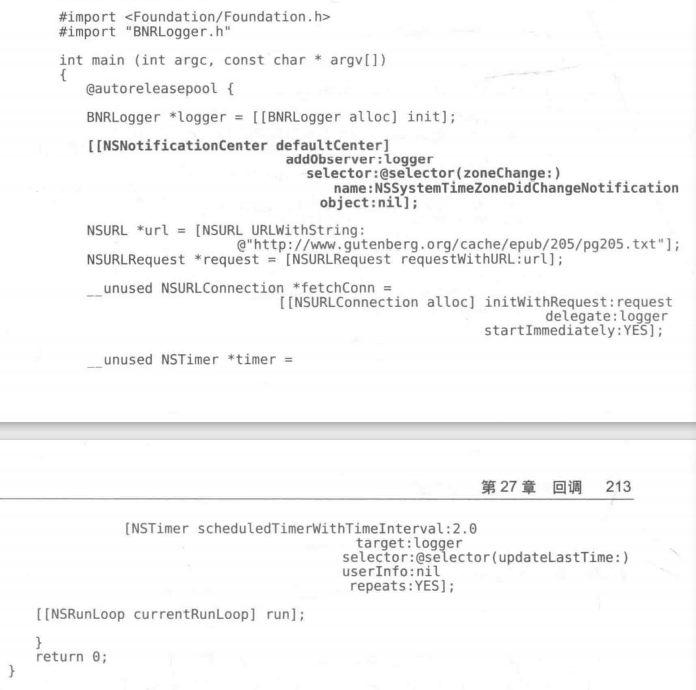 #import <Foundation/Foundation.h>
#import "BNRLogger.h"
int main (int argc, const char * argv[])
{
@autoreleasepool {
BNRLogger *logger = [[BNRLogger alloc] init];
[[NSNotificationCenter defaultCenter]
addObserver:logger
selector:@selector(zoneChange:)
name:NSSystemTimeZoneDidChangeNotification
object:nil];
NSURL *url = [NSURL URLWithString:
@"http://www.gutenberg.org/cache/epub/205/pg205.txt"];
NSURLRequest *request = [NSURLRequest requestWithURL:url];
__unused NSURLConnection *fetchConn =
[[NSURLConnection alloc] initWithRequest:request
delegate:logger
startImmediately:YES];
__unused NSTimer *timer =
第 27 章 回调 213
[NSTimer scheduledTimerWithTimeInterval:2.0
target:logger
selector:@selector(updateLastTime:)
userInfo:nil
repeats:YES];
[[NSRunLoop currentRunLoop] run];
}
return 0;
}